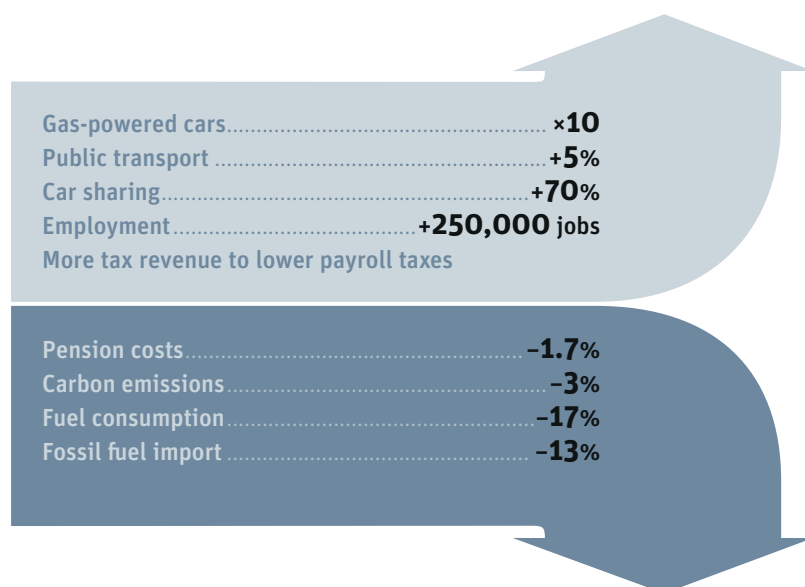 Gas-powered cars ×10
Public transport +5%
Car sharing +70%
Employment +250,000 jobs
More tax revenue to lower payroll taxes
Pension costs –1.7%
Carbon emissions –3%
Fuel consumption –17%
Fossil fuel import –13%